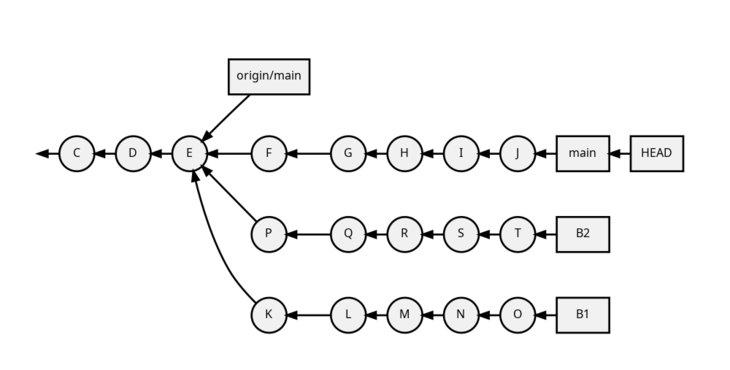 origin/main
C D E F G H I J main HEAD
P Q R S T B2
K L M N O B1